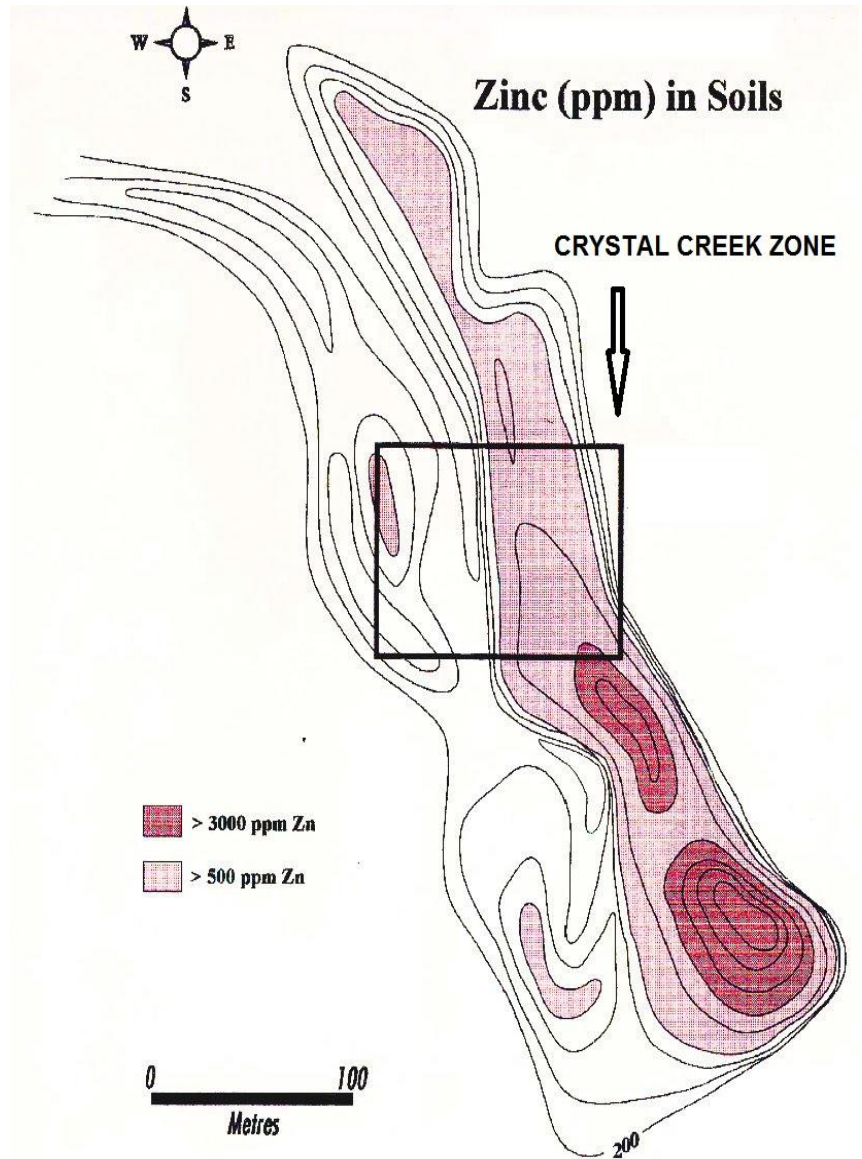 W E
S
Zinc (ppm) in Soils
CRYSTAL CREEK ZONE
> 3000 ppm Zn
> 500 ppm Zn
0 100
Metres
200